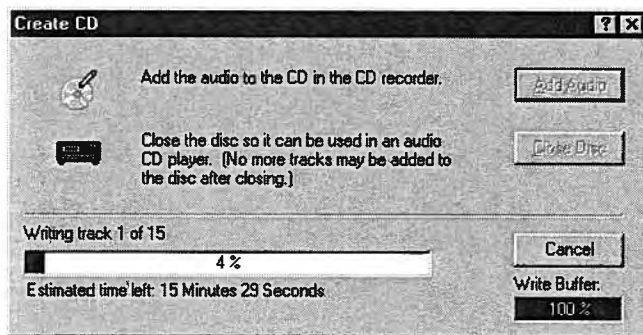 Create CD
Add the audio to the CD in the CD recorder.
Add Audio
Close the disc so it can be used in an audio
CD player. (No more tracks may be added to
the disc after closing.)
Close Disc
Writing track 1 of 15
4 %
Estimated time left: 15 Minutes 29 Seconds
Cancel
Write Buffer:
100 %